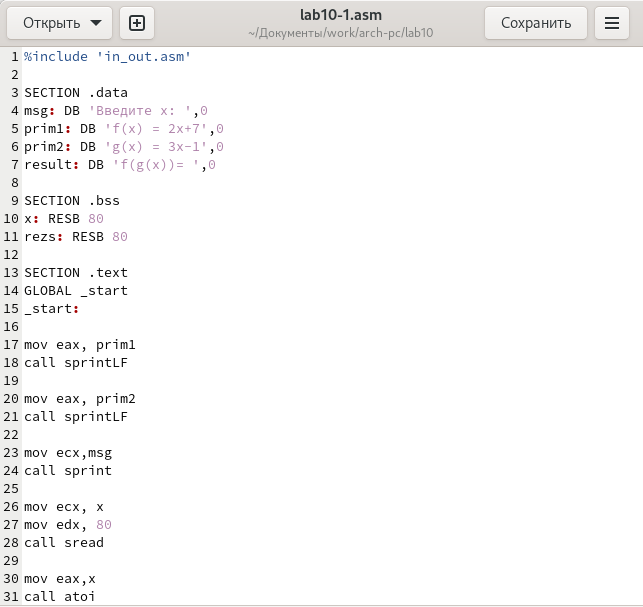 Открыть
lab10-1.asm
~/Документы/work/arch-pc/lab10
Сохранить
1 %include 'in_out.asm'
2
3 SECTION .data
4 msg: DB 'Введите x: ',0
5 prim1: DB 'f(x) = 2x+7',0
6 prim2: DB 'g(x) = 3x-1',0
7 result: DB 'f(g(x))= ',0
8
9 SECTION .bss
10 x: RESB 80
11 rezs: RESB 80
12
13 SECTION .text
14 GLOBAL _start
15 _start:
16
17 mov eax, prim1
18 call sprintLF
19
20 mov eax, prim2
21 call sprintLF
22
23 mov ecx,msg
24 call sprint
25
26 mov ecx, x
27 mov edx, 80
28 call sread
29
30 mov eax,x
31 call atoi